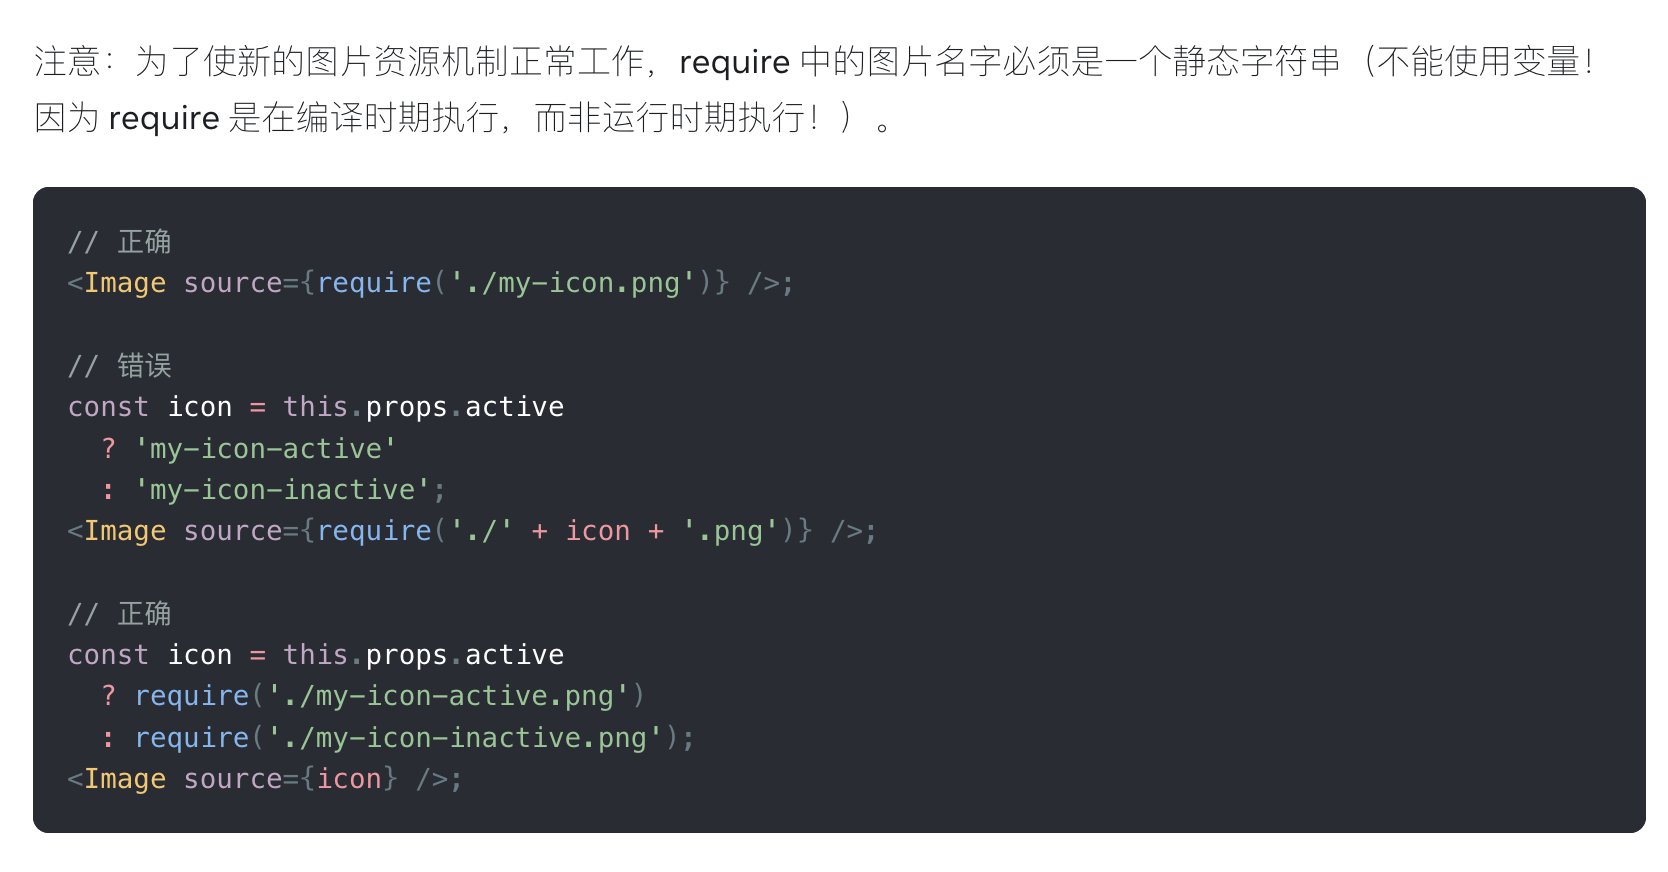 注意：为了使新的图片资源机制正常工作，require 中的图片名字必须是一个静态字符串（不能使用变量！
因为 require 是在编译时期执行，而非运行时期执行！）。
// 正确
<Image source={require('./my-icon.png')} />;
// 错误
const icon = this.props.active
  ? 'my-icon-active'
  : 'my-icon-inactive';
<Image source={require('./' + icon + '.png')} />;
// 正确
const icon = this.props.active
  ? require('./my-icon-active.png')
  : require('./my-icon-inactive.png');
<Image source={icon} />;